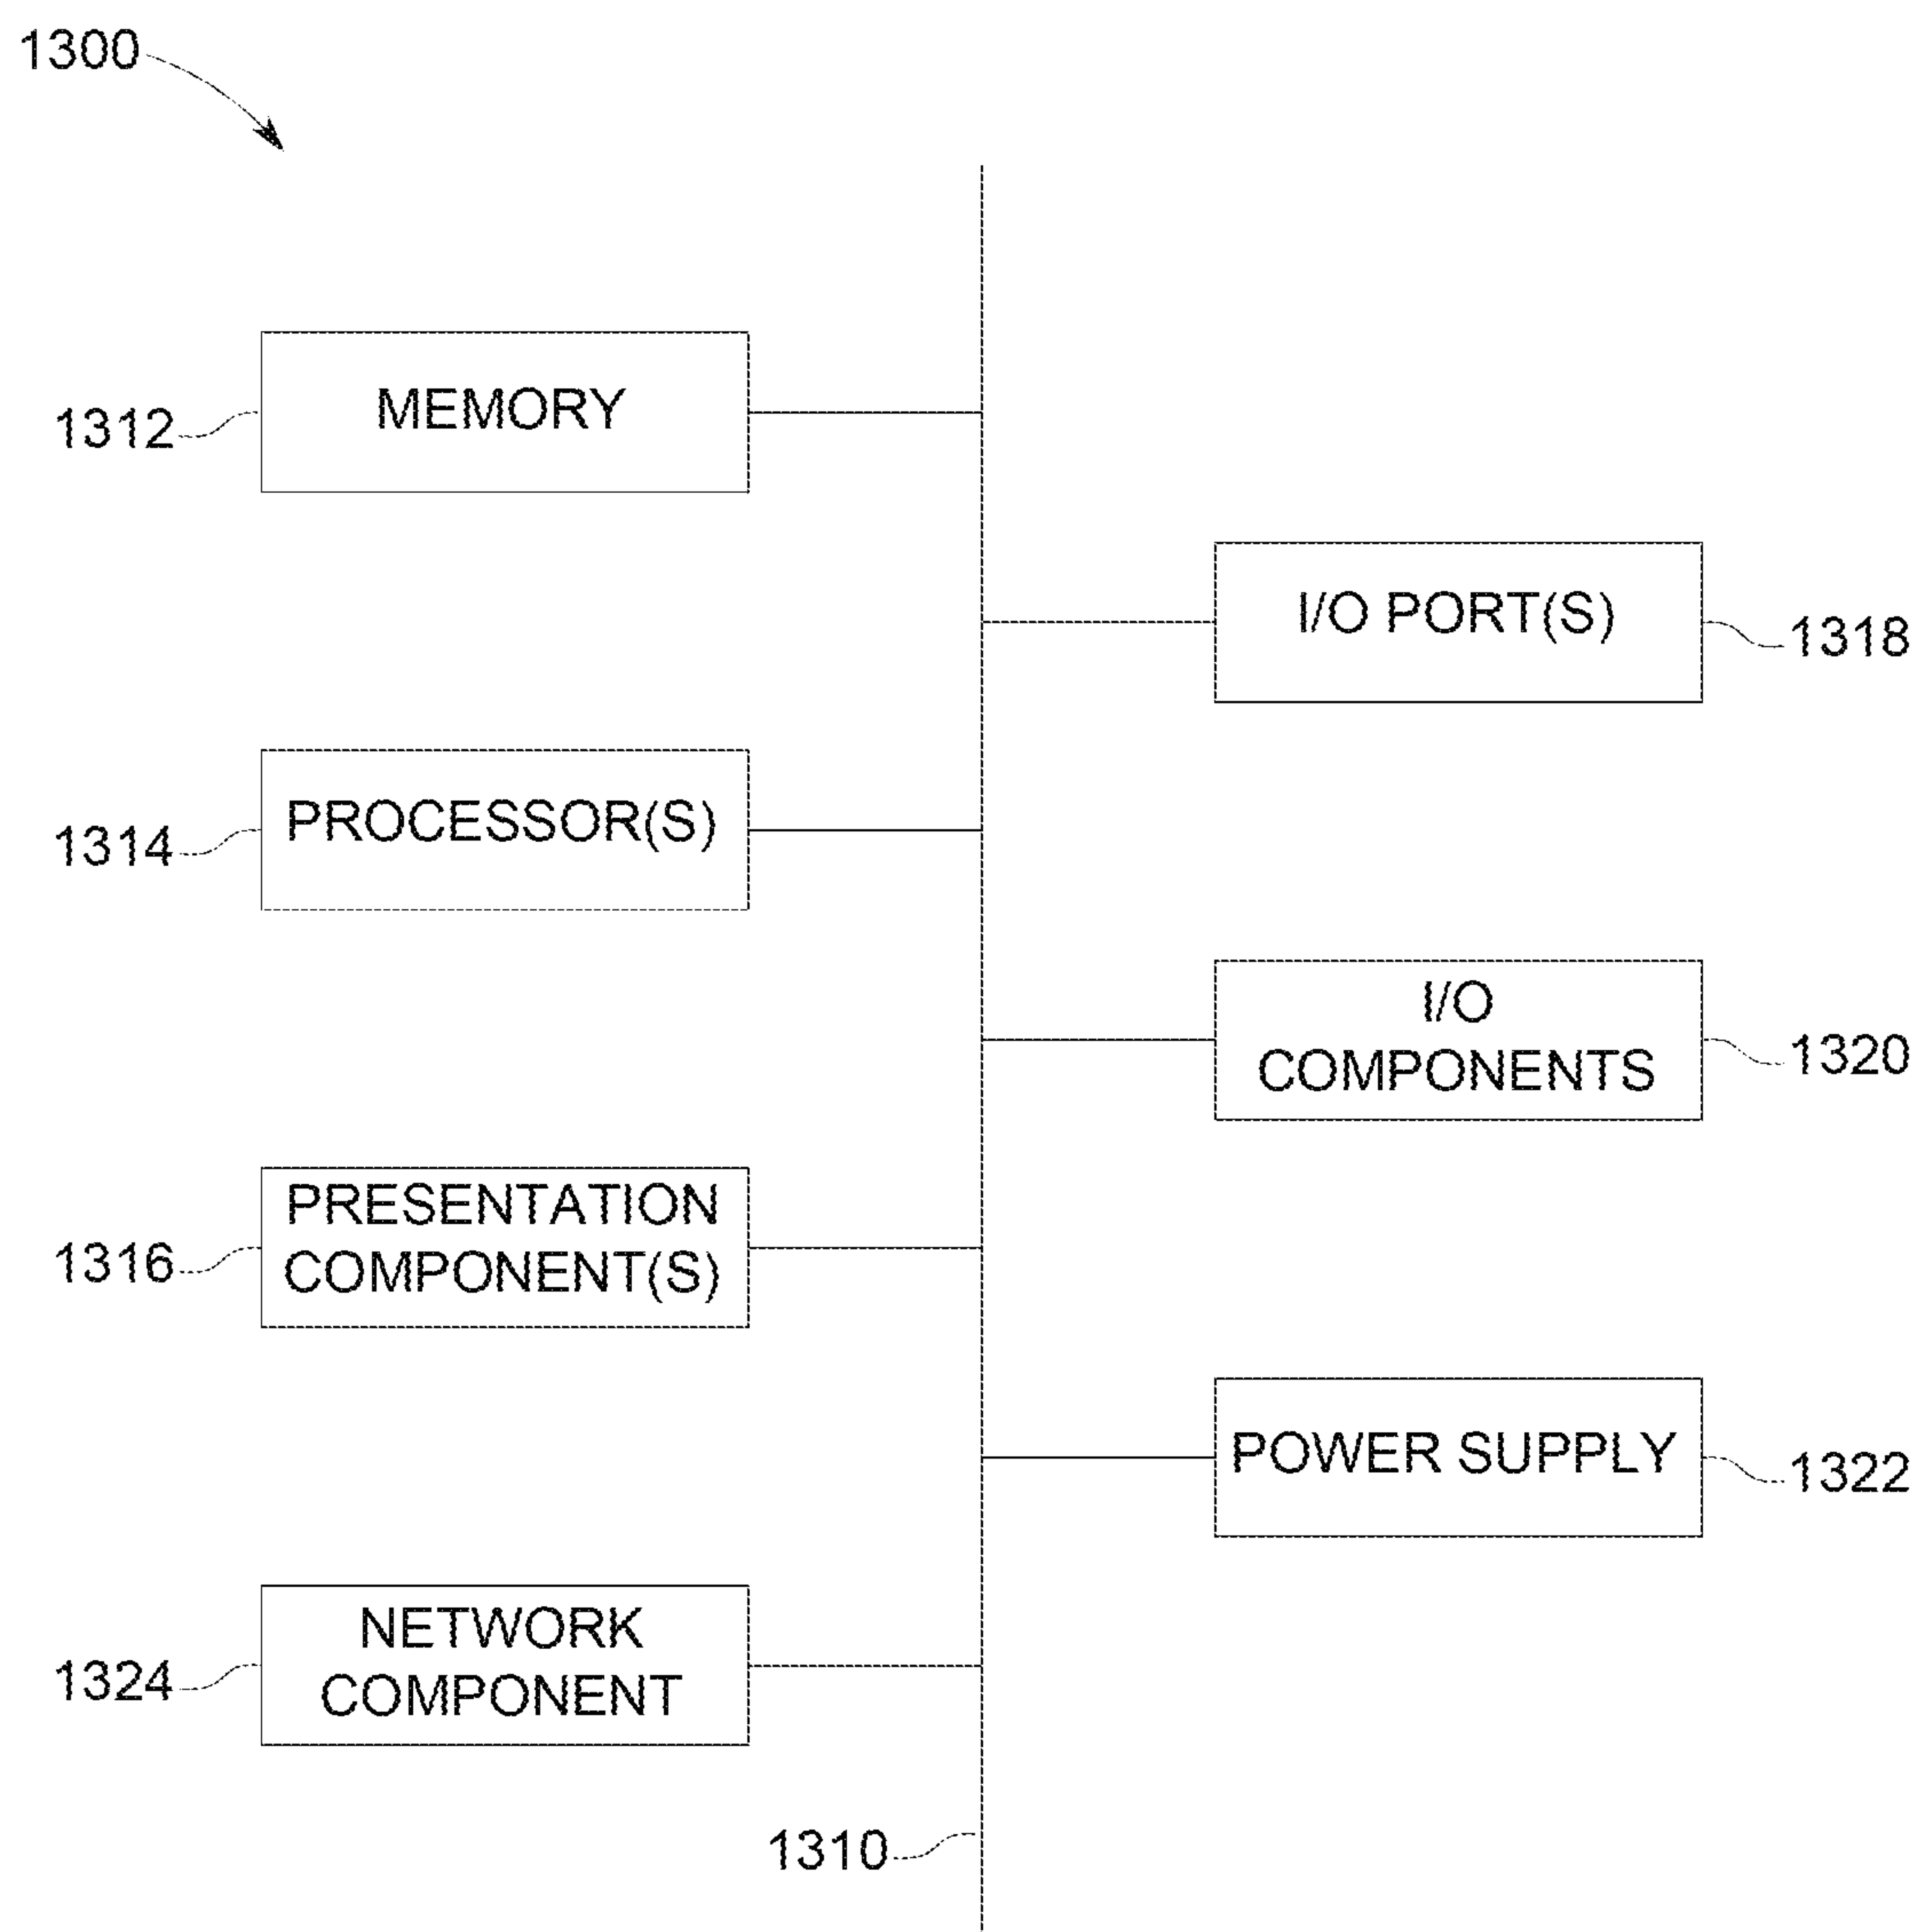 1300
MEMORY
1312
I/O PORT(S)
1318
PROCESSOR(S)
1314
I/O
COMPONENTS
1320
PRESENTATION
COMPONENT(S)
1316
POWER SUPPLY
1322
NETWORK
COMPONENT
1324
1310